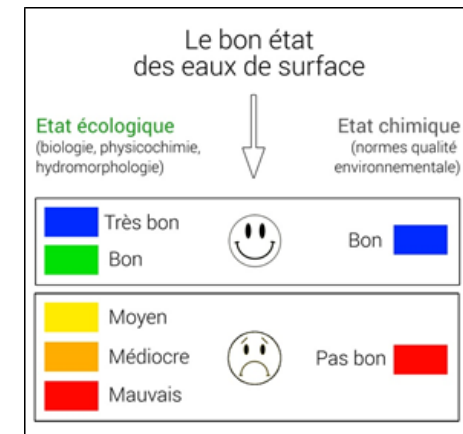 Le bon état
des eaux de surface
Etat écologique
(biologie, physicochimie,
hydromorphologie)
Etat chimique
(normes qualité
environnementale)
Très bon
Bon
Bon
Moyen
Médiocre
Mauvais
Pas bon